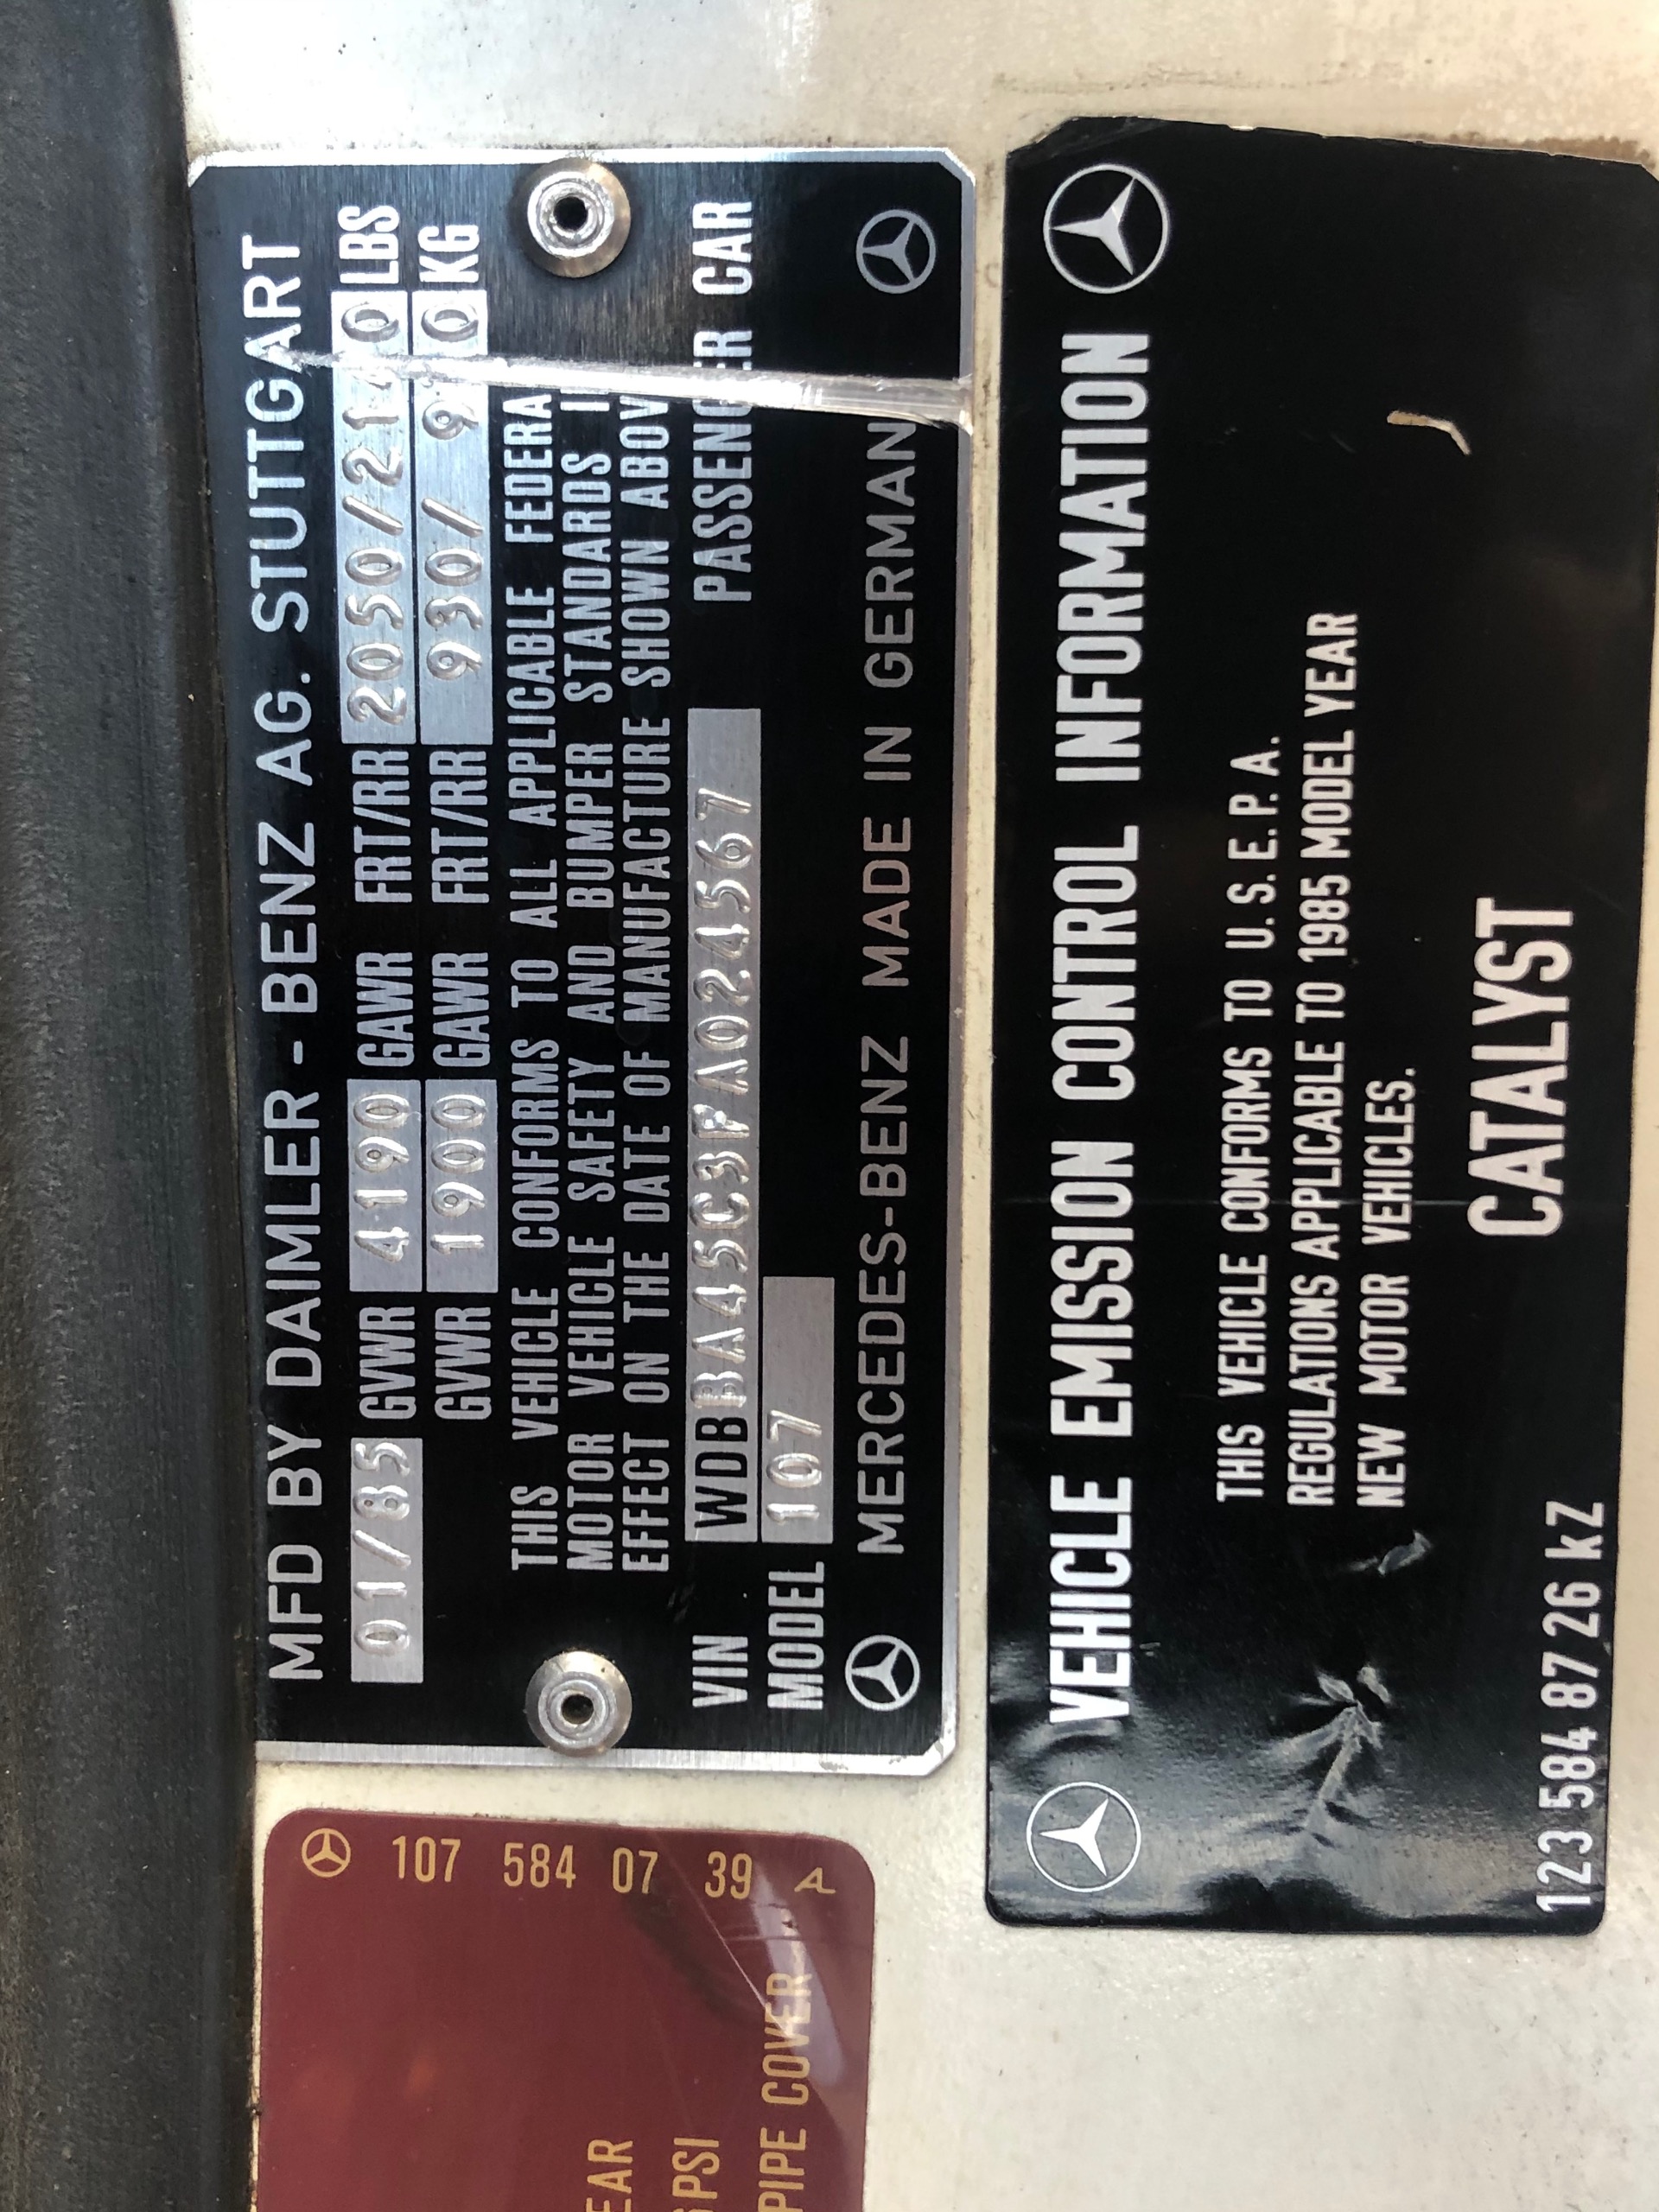 MFD BY DAIMLER - BENZ AG. STUTTGART
01/85 GVWR 4190 GAWR FRT/RR 2050/ LBS
GVWR 1900 GAWR FRT/RR 930/ KG
THIS VEHICLE CONFORMS TO ALL APPLICABLE FEDERA
MOTOR VEHICLE SAFETY AND BUMPER STANDARDS I
EFFECT ON THE DATE OF MANUFACTURE SHOWN ABOV
VIN WDBBA45C3FA024567 PASSENGER CAR
MODEL 107
MERCEDES-BENZ MADE IN GERMAN
VEHICLE EMISSION CONTROL INFORMATION
THIS VEHICLE CONFORMS TO U.S.E.P.A.
REGULATIONS APPLICABLE TO 1985 MODEL YEAR
NEW MOTOR VEHICLES.
CATALYST
123 584 87 26 kZ
107 584 07 39 A
EAR
PSI
PIPE COVER